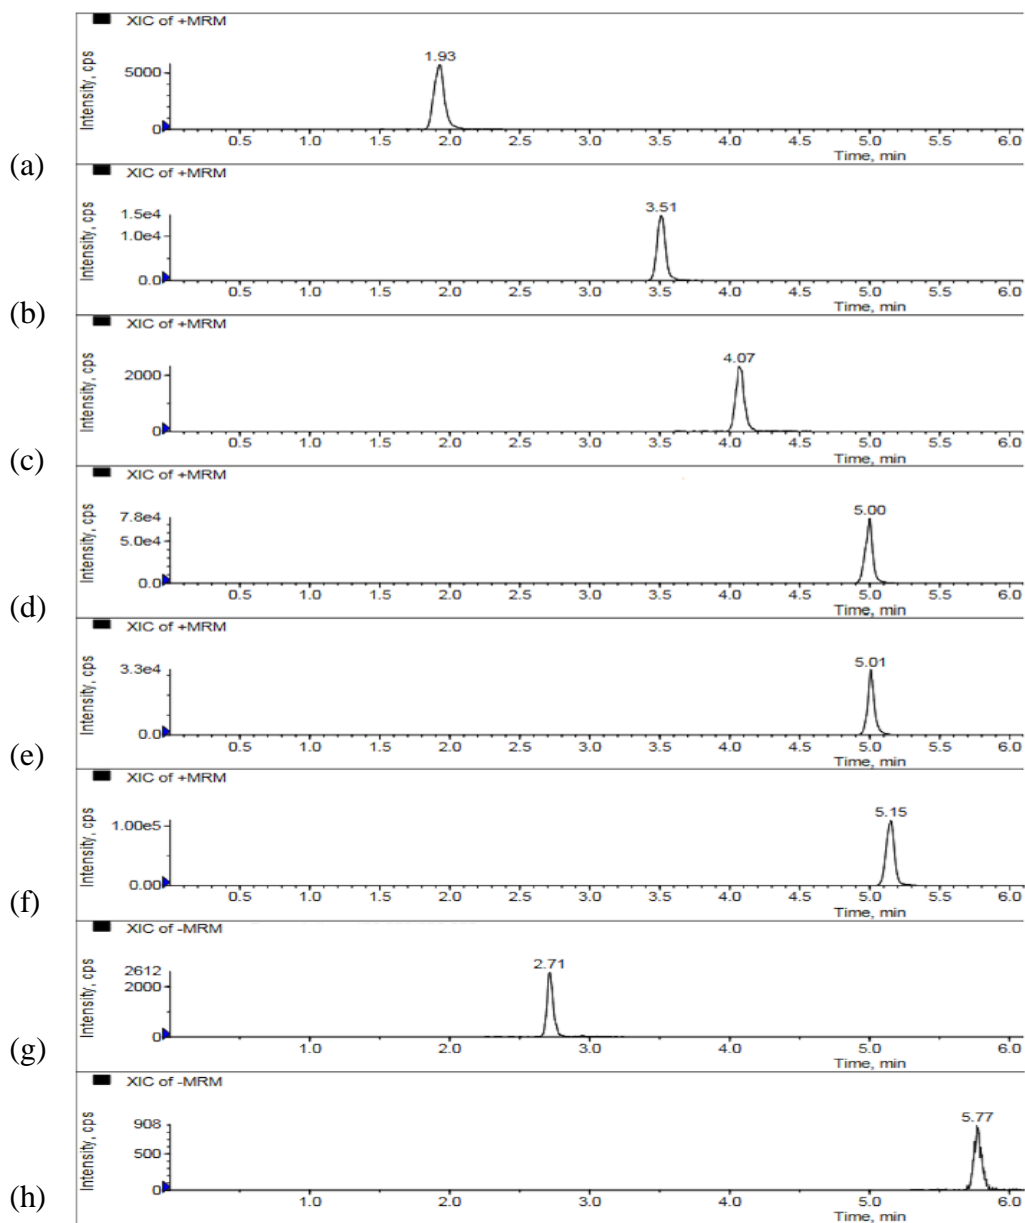 XIC of +MRM
Intensity, cps
1.93
5000
0
0.5 1.0 1.5 2.0 2.5 3.0 3.5 4.0 4.5 5.0 5.5 6.0
Time, min
(a)
XIC of +MRM
Intensity, cps
3.51
1.5e4
1.0e4
0.0
0.5 1.0 1.5 2.0 2.5 3.0 3.5 4.0 4.5 5.0 5.5 6.0
Time, min
(b)
XIC of +MRM
Intensity, cps
4.07
2000
0
0.5 1.0 1.5 2.0 2.5 3.0 3.5 4.0 4.5 5.0 5.5 6.0
Time, min
(c)
XIC of +MRM
Intensity, cps
5.00
7.8e4
5.0e4
0.0
0.5 1.0 1.5 2.0 2.5 3.0 3.5 4.0 4.5 5.0 5.5 6.0
Time, min
(d)
XIC of +MRM
Intensity, cps
5.01
3.3e4
0.0
0.5 1.0 1.5 2.0 2.5 3.0 3.5 4.0 4.5 5.0 5.5 6.0
Time, min
(e)
XIC of +MRM
Intensity, cps
5.15
1.00e5
0.00
0.5 1.0 1.5 2.0 2.5 3.0 3.5 4.0 4.5 5.0 5.5 6.0
Time, min
(f)
XIC of -MRM
Intensity, cps
2.71
2612
2000
0
1.0 2.0 3.0 4.0 5.0 6.0
Time, min
(g)
XIC of -MRM
Intensity, cps
5.77
908
500
0
1.0 2.0 3.0 4.0 5.0 6.0
Time, min
(h)